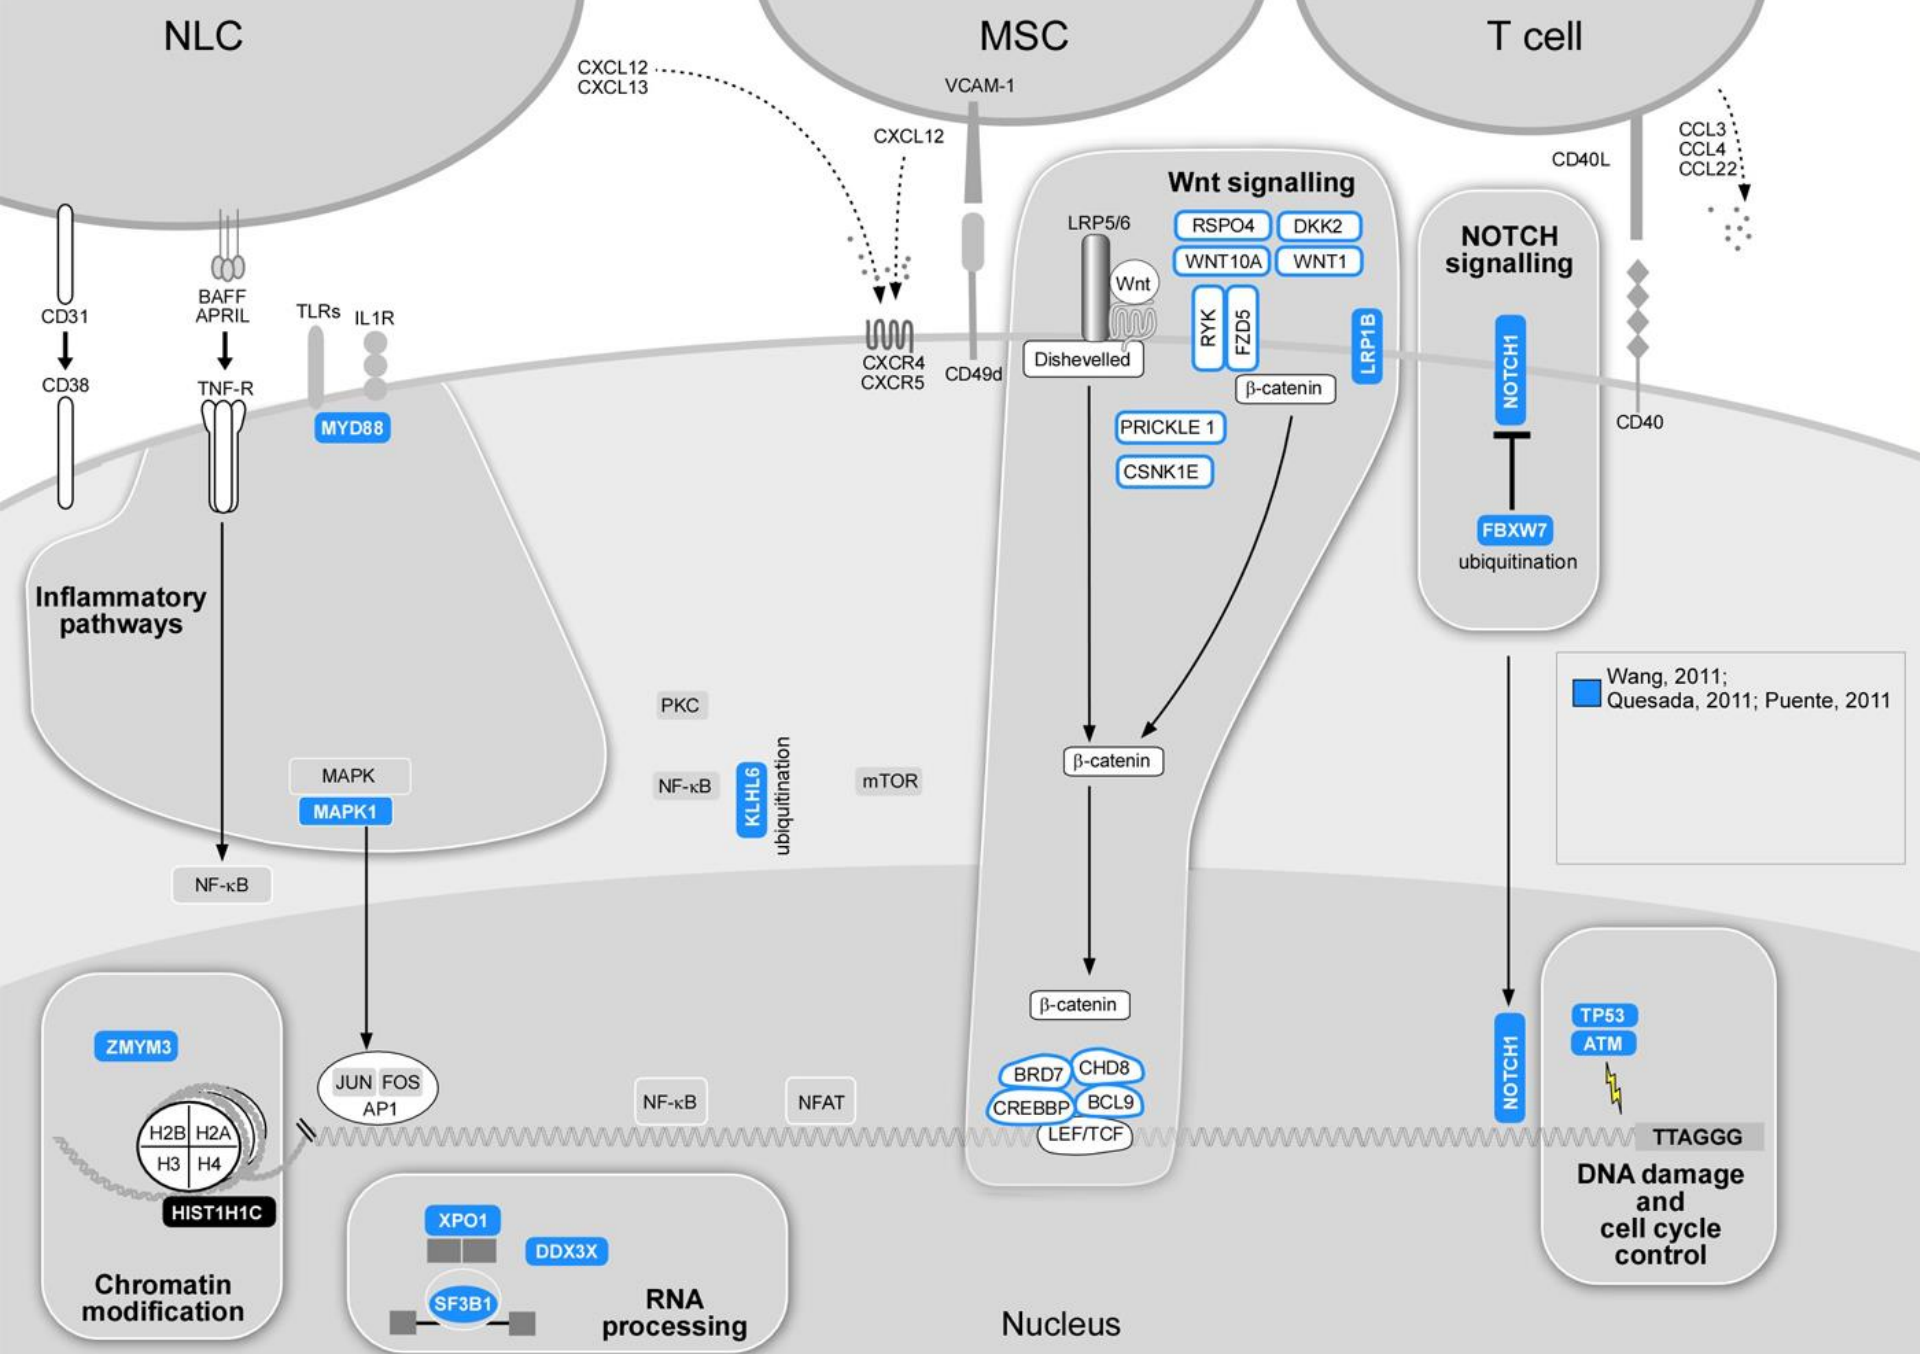 NLC
MSC
T cell
CXCL12
CXCL13
VCAM-1
CXCL12
CD40L
CCL3
CCL4
CCL22
Wnt signalling
LRP5/6
RSPO4
DKK2
WNT10A
WNT1
Wnt
RYK
FZD5
LRP1B
Dishevelled
β-catenin
PRICKLE 1
CSNK1E
NOTCH
signalling
NOTCH1
FBXW7
ubiquitination
CD40
CD31
CD38
BAFF
APRIL
TNF-R
TLRs
IL1R
MYD88
CXCR4
CXCR5
CD49d
Inflammatory
pathways
MAPK
MAPK1
NF-κB
PKC
NF-κB
KLHL6
ubiquitination
mTOR
β-catenin
Wang, 2011;
Quesada, 2011; Puente, 2011
β-catenin
BRD7
CHD8
CREBBP
BCL9
LEF/TCF
NOTCH1
TP53
ATM
TTAGGG
DNA damage
and
cell cycle
control
ZMYM3
H2B
H2A
H3
H4
HIST1H1C
Chromatin
modification
JUN
FOS
AP1
NF-κB
NFAT
XPO1
DDX3X
SF3B1
RNA
processing
Nucleus